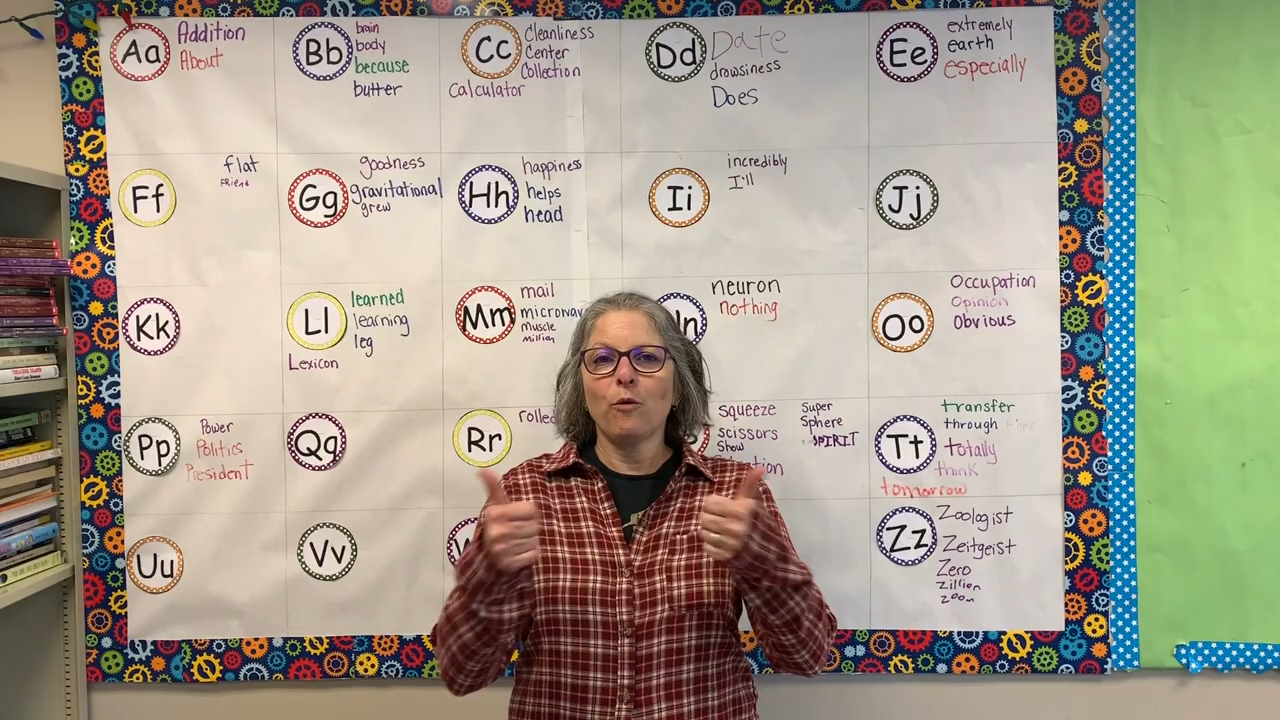 Aa
Addition
About
Bb
brain
body
because
butter
Cc
Cleanliness
Center
Collection
Calculator
Dd
Date
drowsiness
Does
Ee
extremely
earth
especially
Ff
flat
FRiend
Gg
goodness
gravitational
grew
Hh
happiness
helps
head
Ii
incredibly
I'll
Jj
Kk
Ll
learned
learning
leg
Lexicon
Mm
mail
microwav
Muscle
Million
neuron
nothing
Oo
Occupation
Opinion
Obvious
Pp
Power
Politics
President
Qq
Rr
rolled
squeeze
scissors
Show
Super
Sphere
SPIRIT
Tt
transfer
through time
totally
think
tomorrow
Uu
Vv
Zz
Zoologist
Zeitgeist
Zero
Zillion
zoom